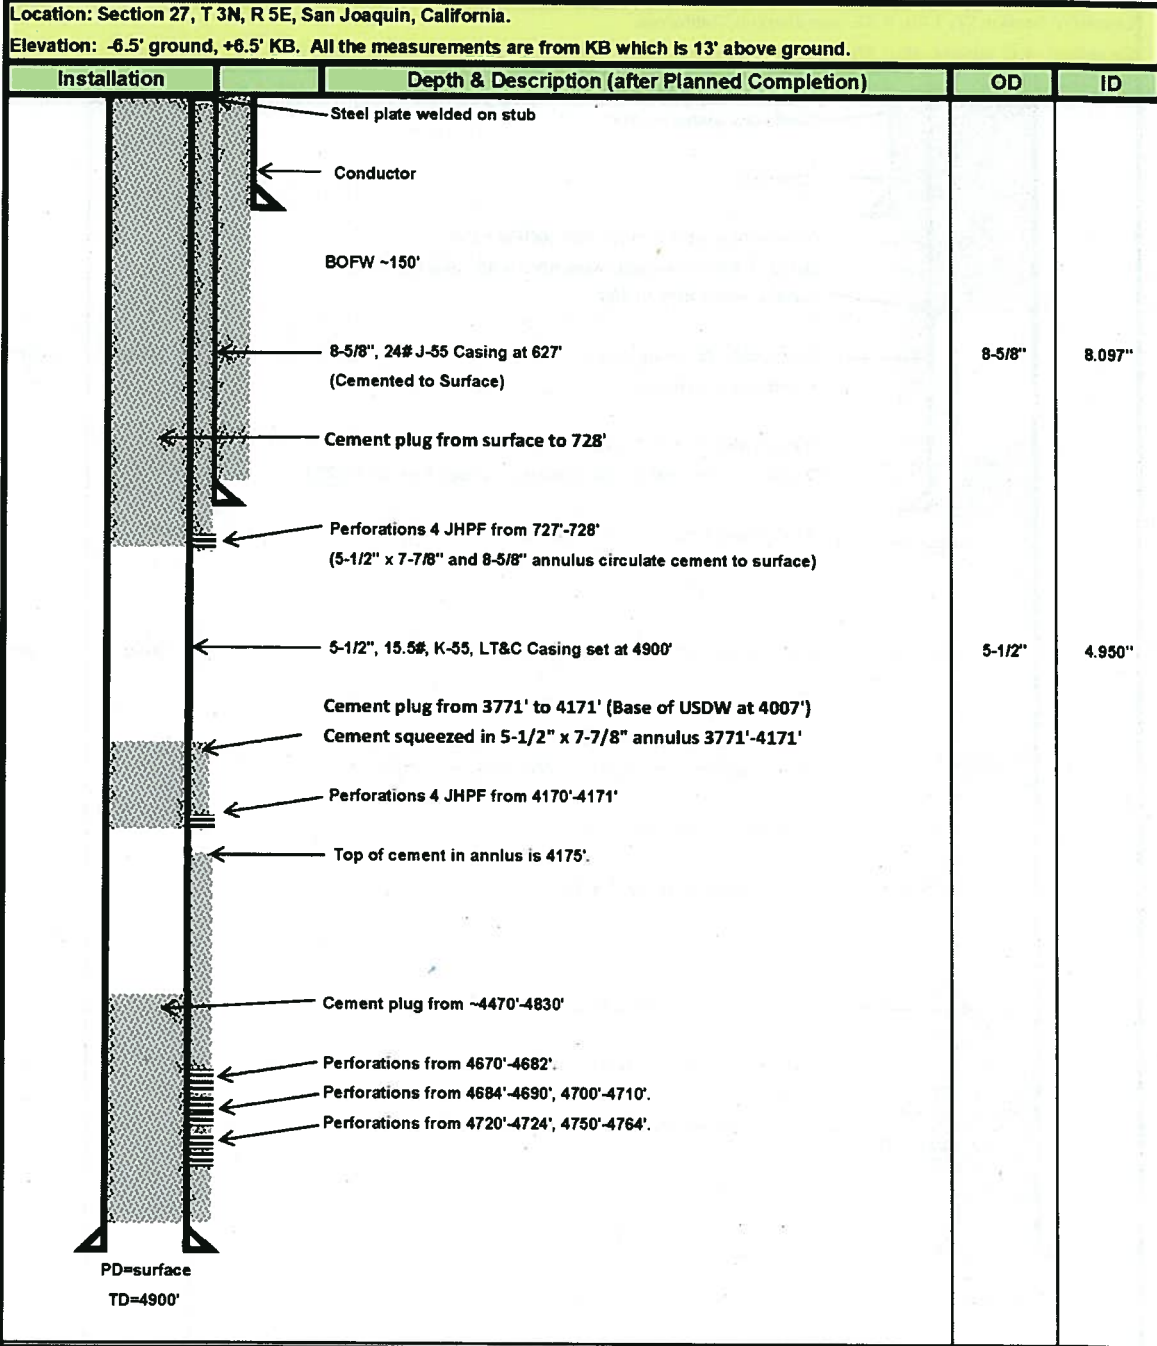 Location: Section 27, T 3N, R 5E, San Joaquin, California.
Elevation: -6.5' ground, +6.5' KB. All the measurements are from KB which is 13' above ground.
Installation Depth & Description (after Planned Completion) OD ID
Steel plate welded on stub
Conductor
BOFW ~150'
8-5/8", 24# J-55 Casing at 627' 8-5/8" 8.097"
(Cemented to Surface)
Cement plug from surface to 728'
Perforations 4 JHPF from 727'-728'
(5-1/2" x 7-7/8" and 8-5/8" annulus circulate cement to surface)
5-1/2", 15.5#, K-55, LT&C Casing set at 4900' 5-1/2" 4.950"
Cement plug from 3771' to 4171' (Base of USDW at 4007')
Cement squeezed in 5-1/2" x 7-7/8" annulus 3771'-4171'
Perforations 4 JHPF from 4170'-4171'
Top of cement in annlus is 4175'.
Cement plug from ~4470'-4830'
Perforations from 4670'-4682'.
Perforations from 4684'-4690', 4700'-4710'.
Perforations from 4720'-4724', 4750'-4764'.
PD=surface
TD=4900'